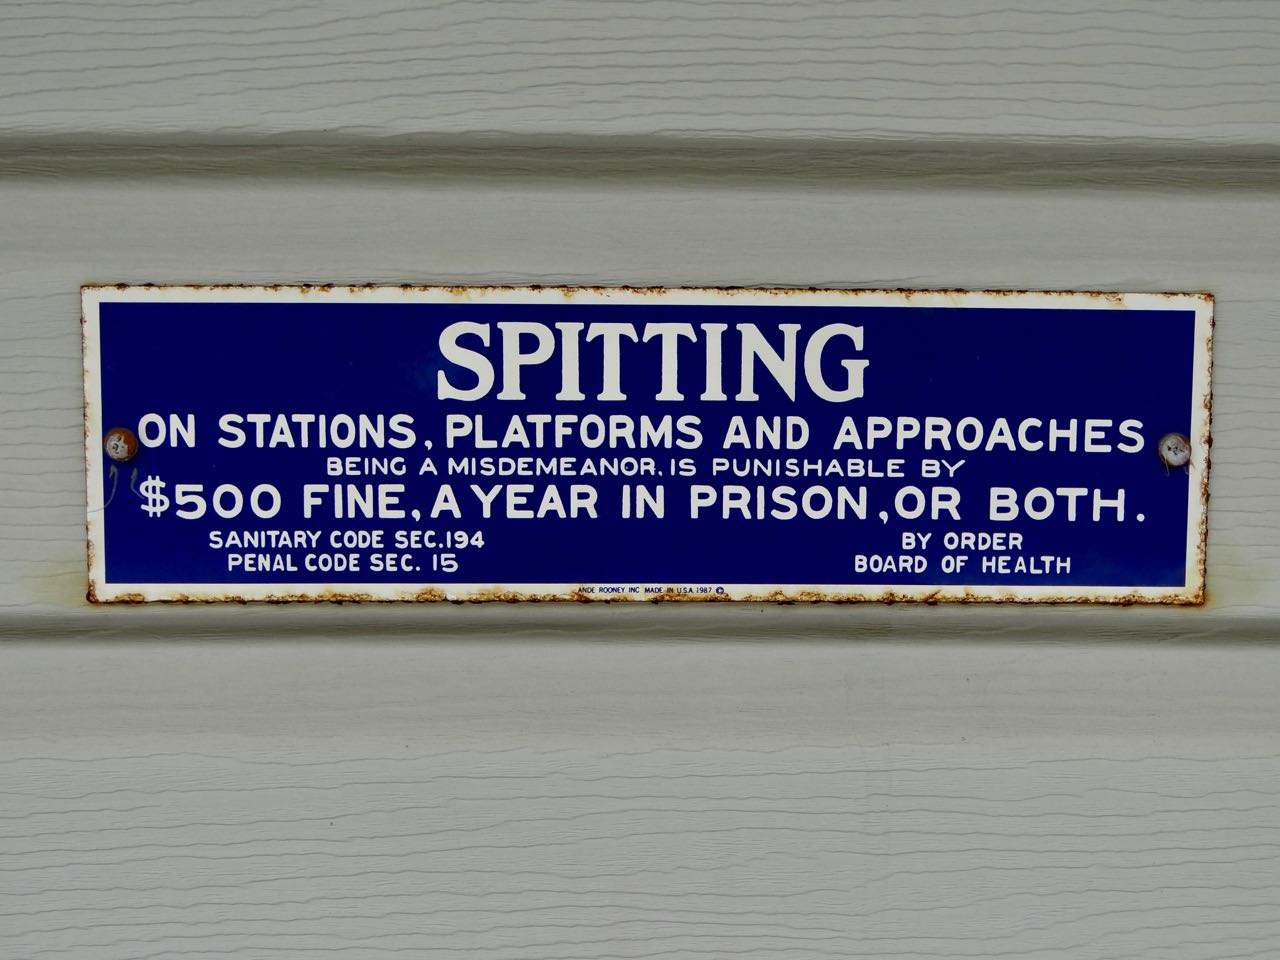 SPITTING
ON STATIONS, PLATFORMS AND APPROACHES
BEING A MISDEMEANOR, IS PUNISHABLE BY
$500 FINE, A YEAR IN PRISON, OR BOTH.
SANITARY CODE SEC.194
PENAL CODE SEC. 15
BY ORDER
BOARD OF HEALTH
ANDE ROONEY INC MADE IN U.S.A. 1987 ©